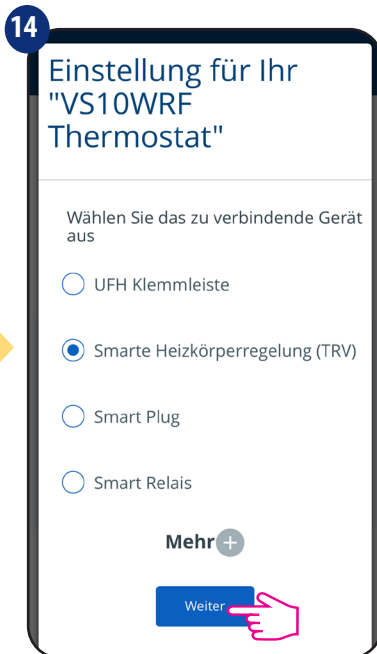 14
Einstellung für Ihr
"VS10WRF
Thermostat"
Wählen Sie das zu verbindende Gerät
aus
UFH Klemmleiste
Smarte Heizkörperregelung (TRV)
Smart Plug
Smart Relais
Mehr
Weiter